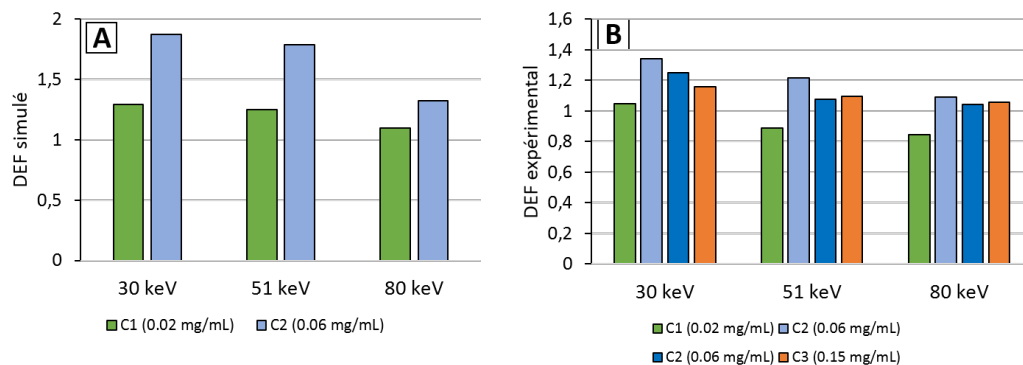 A
DEF simulé
2
1,5
1
0,5
0
30 keV 51 keV 80 keV
C1 (0.02 mg/mL) C2 (0.06 mg/mL)
B
DEF expérimental
1,6
1,4
1,2
1
0,8
0,6
0,4
0,2
0
30 keV 51 keV 80 keV
C1 (0.02 mg/mL) C2 (0.06 mg/mL)
C2 (0.06 mg/mL) C3 (0.15 mg/mL)